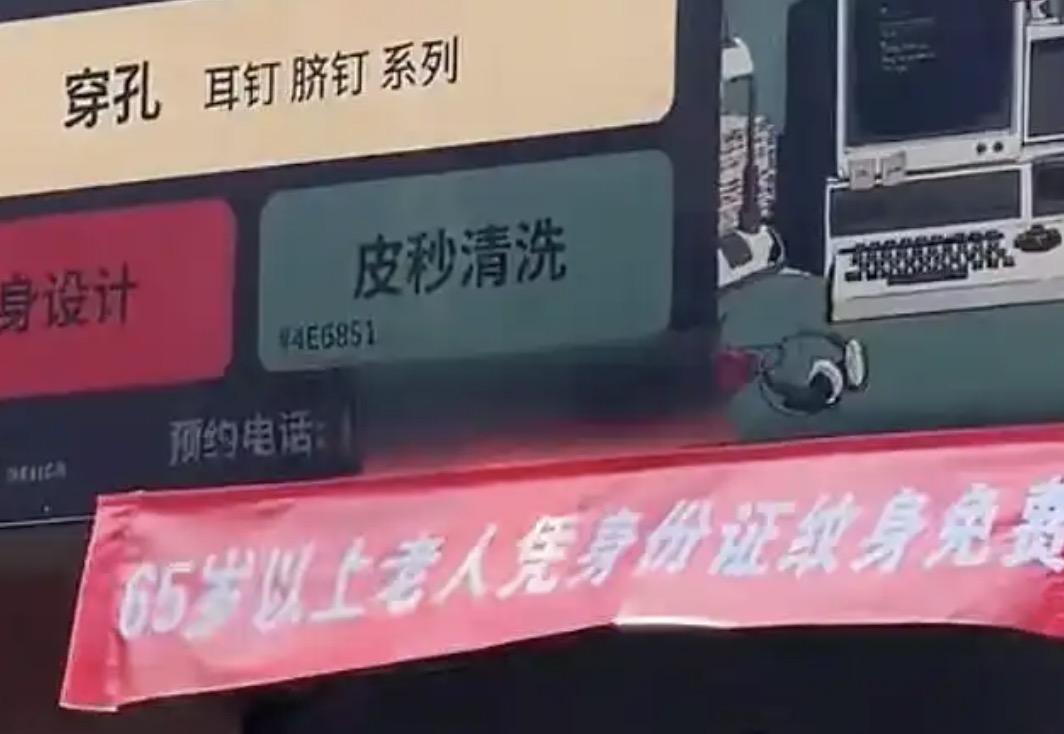 穿孔 耳钉 脐钉 系列
身设计
皮秒清洗
#4E6851
预约电话:
65岁以上老人凭身份证纹身免费